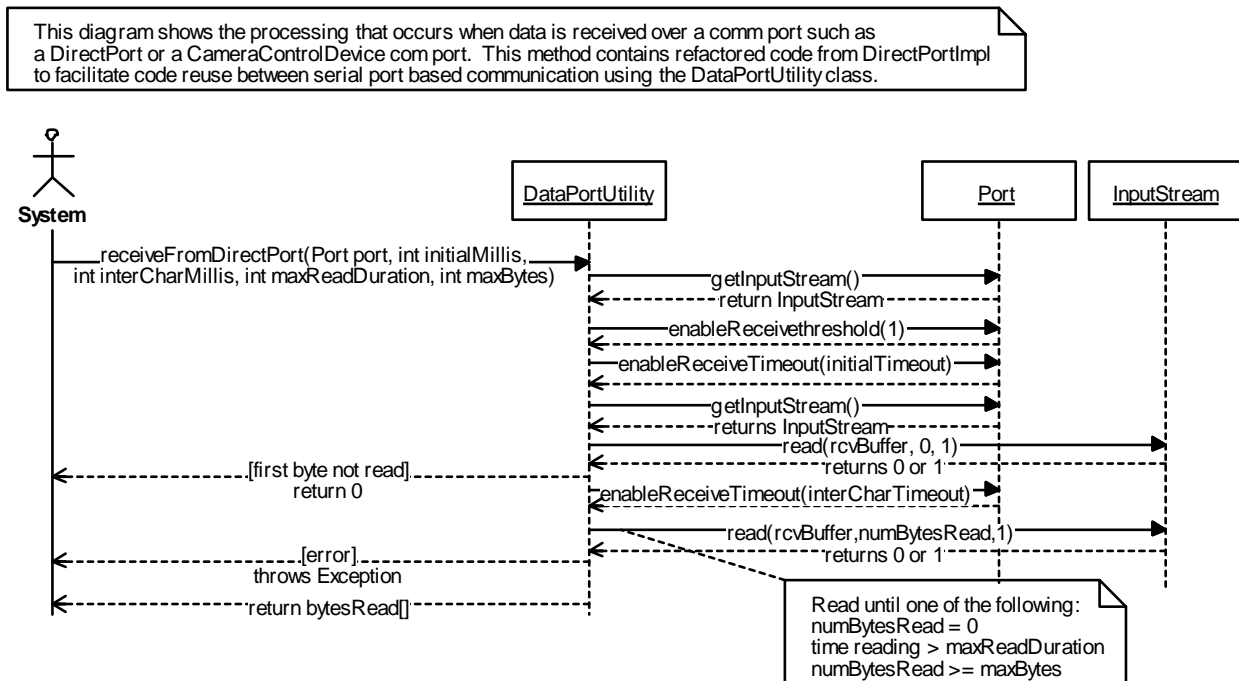 This diagram shows the processing that occurs when data is received over a comm port such as
a DirectPort or a CameraControlDevice com port. This method contains refactored code from DirectPortImpl
to facilitate code reuse between serial port based communication using the DataPortUtility class.
System
DataPortUtility
Port
InputStream
receiveFromDirectPort(Port port, int initialMillis,
int interCharMillis, int maxReadDuration, int maxBytes)
getInputStream()
return InputStream
enableReceivethreshold(1)
enableReceiveTimeout(initialTimeout)
getInputStream()
returns InputStream
read(rcvBuffer, 0, 1)
returns 0 or 1
[first byte not read]
return 0
enableReceiveTimeout(interCharTimeout)
read(rcvBuffer,numBytesRead,1)
returns 0 or 1
[error]
throws Exception
return bytesRead[]
Read until one of the following:
numBytesRead = 0
time reading > maxReadDuration
numBytesRead >= maxBytes